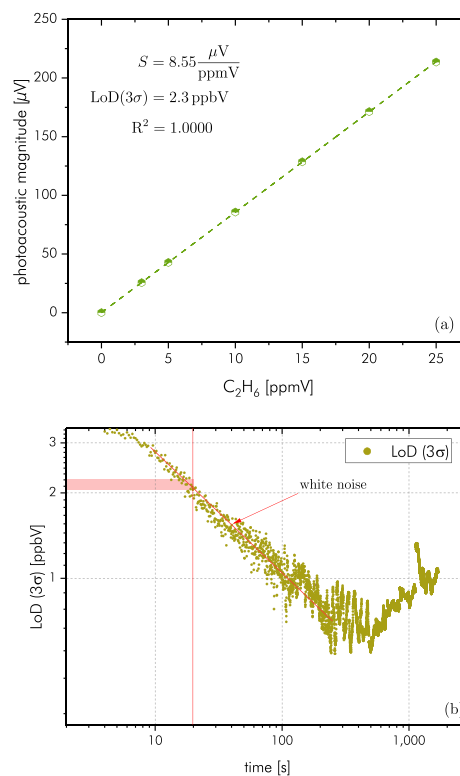 250
200
150
100
50
0
photoacoustic magnitude [µV]
S = 8.55 µV/ppmV
LoD(3σ) = 2.3 ppbV
R² = 1.0000
(a)
0 5 10 15 20 25
C₂H₆ [ppmV]
3
2
1
LoD (3σ) [ppbV]
LoD (3σ)
white noise
(b)
10 100 1,000
time [s]